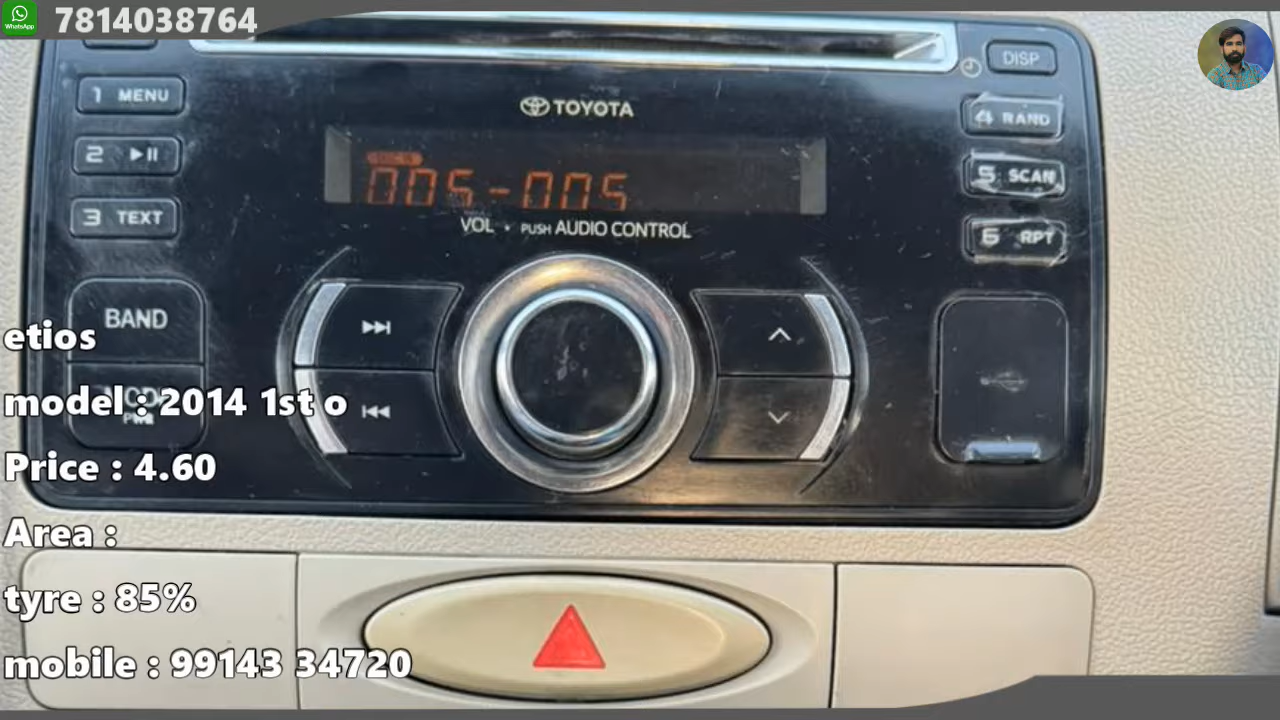 WhatsApp
7814038764
DISP
1 MENU
TOYOTA
4 RAND
2
005-005
5 SCAN
3 TEXT
VOL · PUSH AUDIO CONTROL
6 RPT
BAND
etios
model : 2014 1st o
Price : 4.60
Area :
tyre : 85%
mobile : 99143 34720